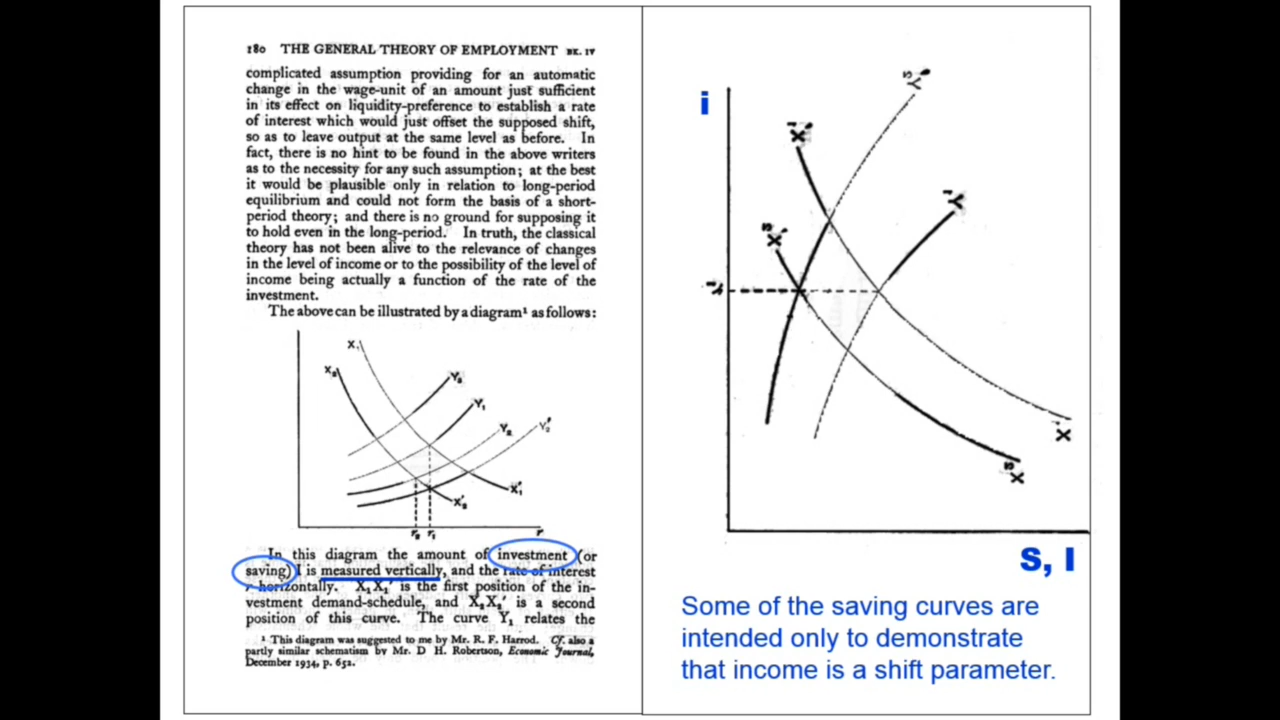 180 THE GENERAL THEORY OF EMPLOYMENT BK. IV
complicated assumption providing for an automatic
change in the wage-unit of an amount just sufficient
in its effect on liquidity-preference to establish a rate
of interest which would just offset the supposed shift,
so as to leave output at the same level as before. In
fact, there is no hint to be found in the above writers
as to the necessity for any such assumption; at the best
it would be plausible only in relation to long-period
equilibrium and could not form the basis of a short-
period theory; and there is no ground for supposing it
to hold even in the long-period. In truth, the classical
theory has not been alive to the relevance of changes
in the level of income or to the possibility of the level of
income being actually a function of the rate of the
investment.
The above can be illustrated by a diagram¹ as follows:
X₁
X₂
Y₁
Y₂
Y₂'
X₁'
X₂'
r₂ r₁ r
In this diagram the amount of investment (or
saving) I is measured vertically, and the rate of interest
r horizontally. X₁X₁' is the first position of the in-
vestment demand-schedule, and X₂X₂' is a second
position of this curve. The curve Y₁ relates the
¹ This diagram was suggested to me by Mr. R. F. Harrod. Cf. also a
partly similar schematism by Mr. D. H. Robertson, Economic Journal,
December 1934, p. 652.
i
S, I
Some of the saving curves are
intended only to demonstrate
that income is a shift parameter.